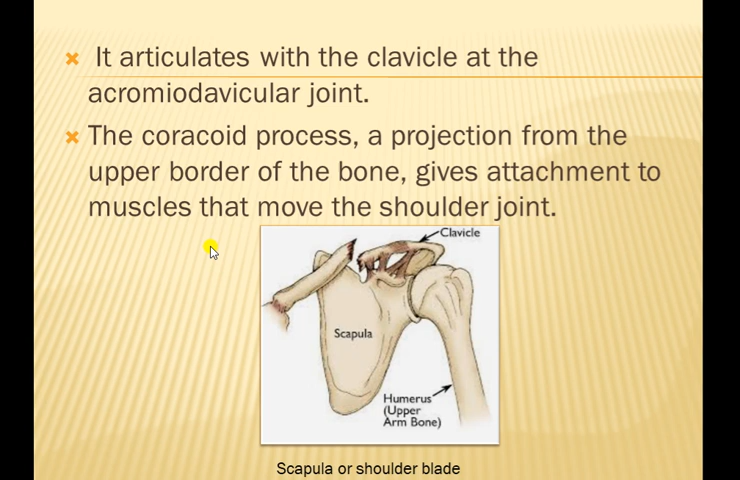 It articulates with the clavicle at the
acromiodavicular joint.
The coracoid process, a projection from the
upper border of the bone, gives attachment to
muscles that move the shoulder joint.
Clavicle
Scapula
Humerus
(Upper
Arm Bone)
Scapula or shoulder blade